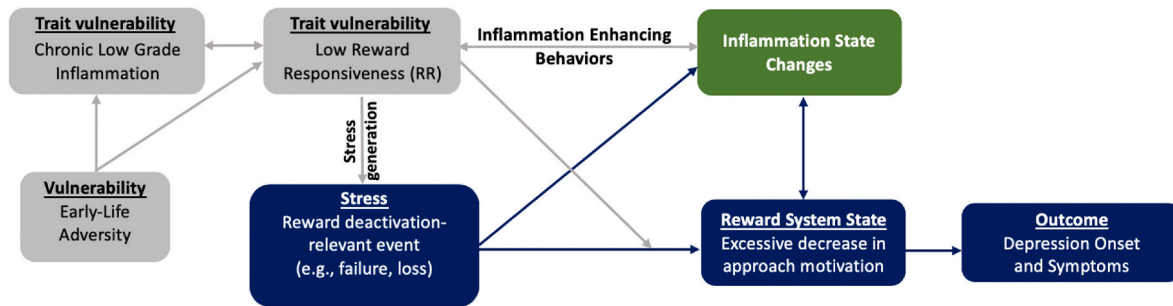 Trait vulnerability
Chronic Low Grade
Inflammation
Trait vulnerability
Low Reward
Responsiveness (RR)
Inflammation Enhancing
Behaviors
Inflammation State
Changes
Stress
generation
Vulnerability
Early-Life
Adversity
Stress
Reward deactivation-
relevant event
(e.g., failure, loss)
Reward System State
Excessive decrease in
approach motivation
Outcome
Depression Onset
and Symptoms